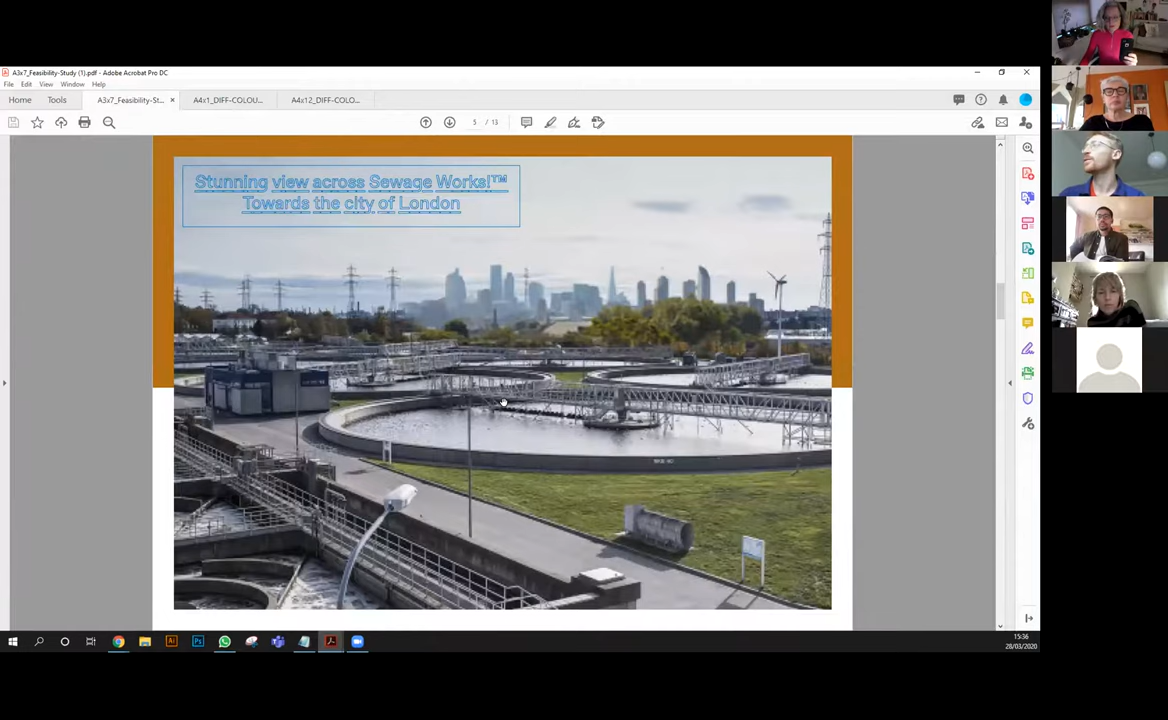 A3x7_Feasibility-Study (1).pdf - Adobe Acrobat Pro DC
File Edit View Window Help
Home Tools A3x7_Feasibility-St... × A4x1_DIFF-COLOU... A4x12_DIFF-COLO...
5 / 13
Stunning view across Sewage Works!™
Towards the city of London
15:36
28/03/2020